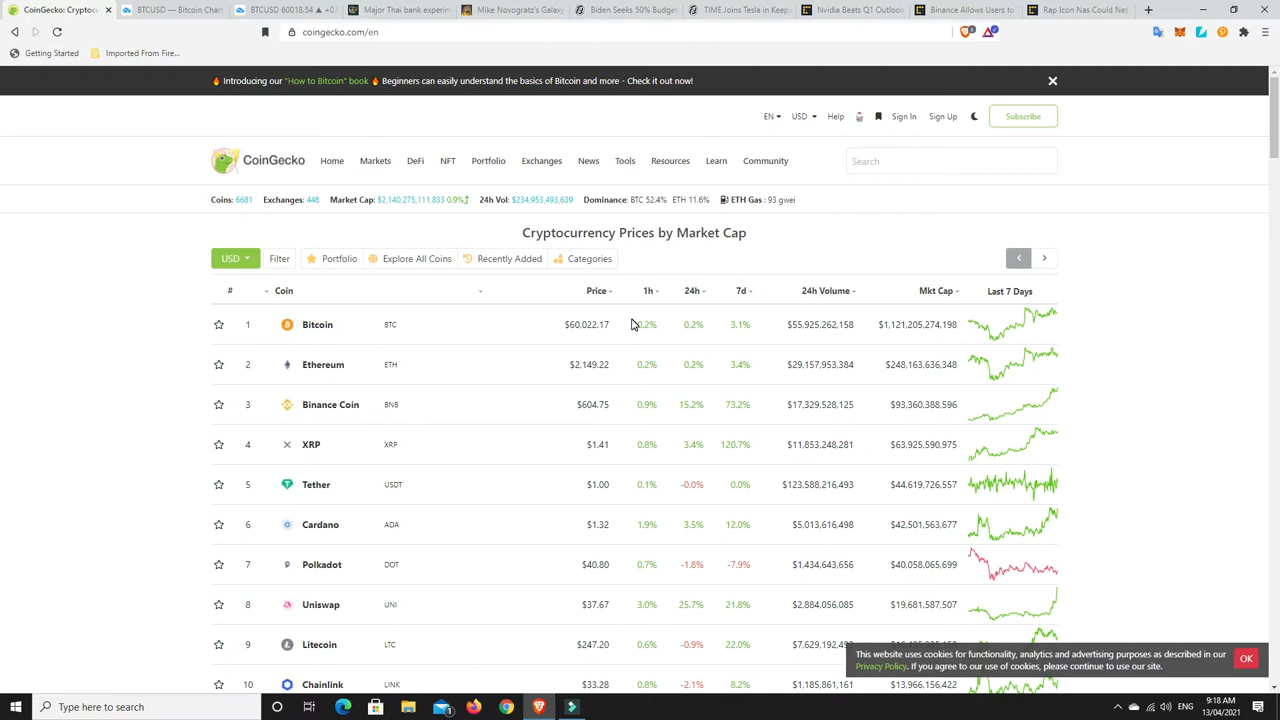 CoinGecko: Cryptocu
BTCUSD — Bitcoin Chart
BTCUSD 60018.54 ▲ +0.
Major Thai bank experim
Mike Novogratz's Galaxy
Biden Seeks 50% Budget
TIME Joins Tesla in Keep
Nvidia Beats Q1 Outlook
Binance Allows Users to
Rap Icon Nas Could Net
coingecko.com/en
Getting Started Imported From Fire...
🔥 Introducing our "How to Bitcoin" book 🔥 Beginners can easily understand the basics of Bitcoin and more - Check it out now!
EN USD Help Sign In Sign Up Subscribe
CoinGecko Home Markets DeFi NFT Portfolio Exchanges News Tools Resources Learn Community Search
Coins: 6681 Exchanges: 448 Market Cap: $2,140,275,111,833 0.9% 24h Vol: $234,953,493,639 Dominance: BTC 52.4% ETH 11.6% ETH Gas: 93 gwei
Cryptocurrency Prices by Market Cap
USD Filter Portfolio Explore All Coins Recently Added Categories
# Coin Price 1h 24h 7d 24h Volume Mkt Cap Last 7 Days
1 Bitcoin BTC $60,022.17 0.2% 0.2% 3.1% $55,925,262,158 $1,121,205,274,198
2 Ethereum ETH $2,149.22 0.2% 0.2% 3.4% $29,157,953,384 $248,163,636,348
3 Binance Coin BNB $604.75 0.9% 15.2% 73.2% $17,329,528,125 $93,360,388,596
4 XRP XRP $1.41 0.8% 3.4% 120.7% $11,853,248,281 $63,925,590,975
5 Tether USDT $1.00 0.1% -0.0% 0.0% $123,588,216,493 $44,619,726,557
6 Cardano ADA $1.32 1.9% 3.5% 12.0% $5,013,616,498 $42,501,563,677
7 Polkadot DOT $40.80 0.7% -1.8% -7.9% $1,434,643,656 $40,058,065,699
8 Uniswap UNI $37.67 3.0% 25.7% 21.8% $2,884,056,085 $19,681,587,507
9 Litecoin LTC $247.20 0.6% -0.9% 22.0%
10 Chainlink LINK $33.28 0.8% -2.1% 8.2% $1,185,861,161 $13,966,156,422
This website uses cookies for functionality, analytics and advertising purposes as described in our
Privacy Policy. If you agree to our use of cookies, please continue to use our site.
OK
Type here to search
ENG
9:18 AM
13/04/2021